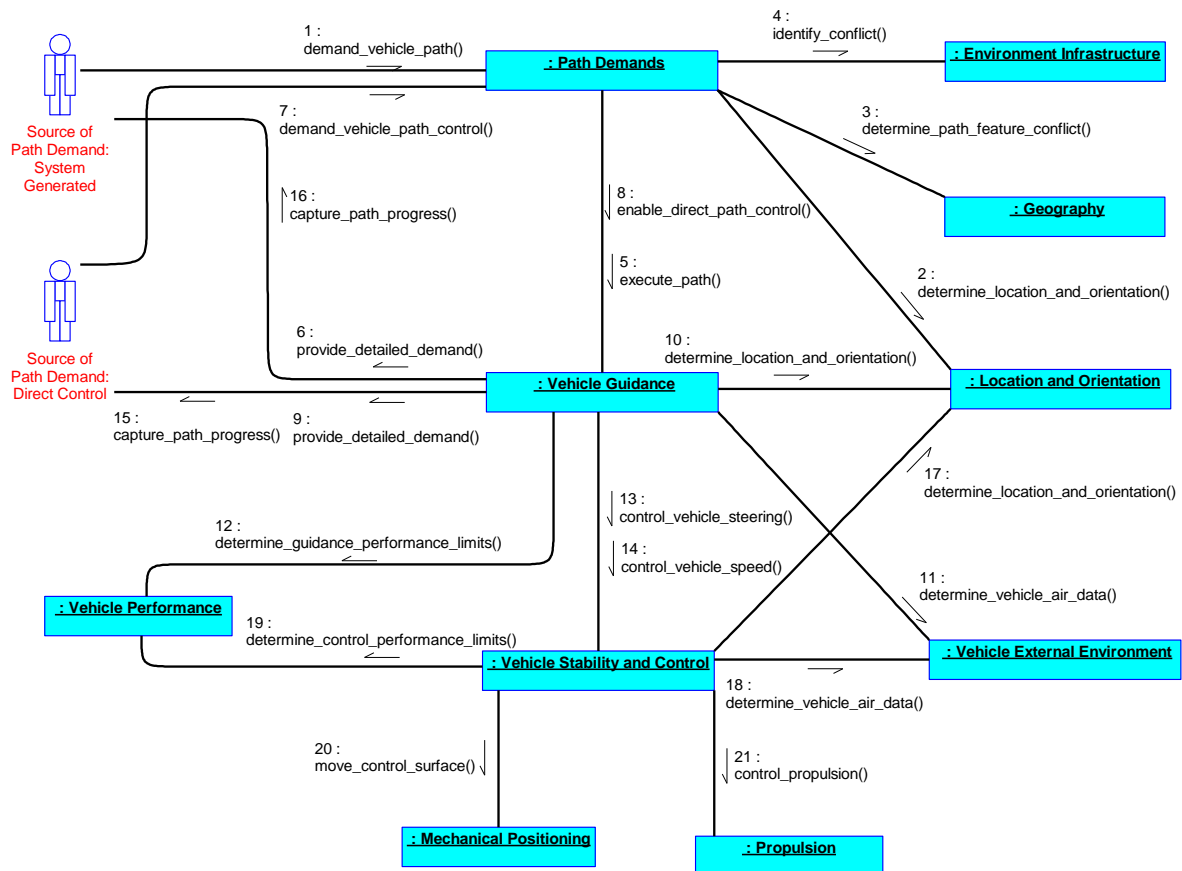 1 :
demand_vehicle_path()
4 :
identify_conflict()
: Path Demands
: Environment Infrastructure
7 :
demand_vehicle_path_control()
3 :
determine_path_feature_conflict()
Source of
Path Demand:
System
Generated
16 :
capture_path_progress()
8 :
enable_direct_path_control()
: Geography
5 :
execute_path()
2 :
determine_location_and_orientation()
6 :
provide_detailed_demand()
10 :
determine_location_and_orientation()
Source of
Path Demand:
Direct Control
: Vehicle Guidance
: Location and Orientation
15 :
capture_path_progress()
9 :
provide_detailed_demand()
17 :
determine_location_and_orientation()
13 :
control_vehicle_steering()
12 :
determine_guidance_performance_limits()
14 :
control_vehicle_speed()
11 :
determine_vehicle_air_data()
: Vehicle Performance
19 :
determine_control_performance_limits()
: Vehicle Stability and Control
: Vehicle External Environment
18 :
determine_vehicle_air_data()
20 :
move_control_surface()
21 :
control_propulsion()
: Mechanical Positioning
: Propulsion